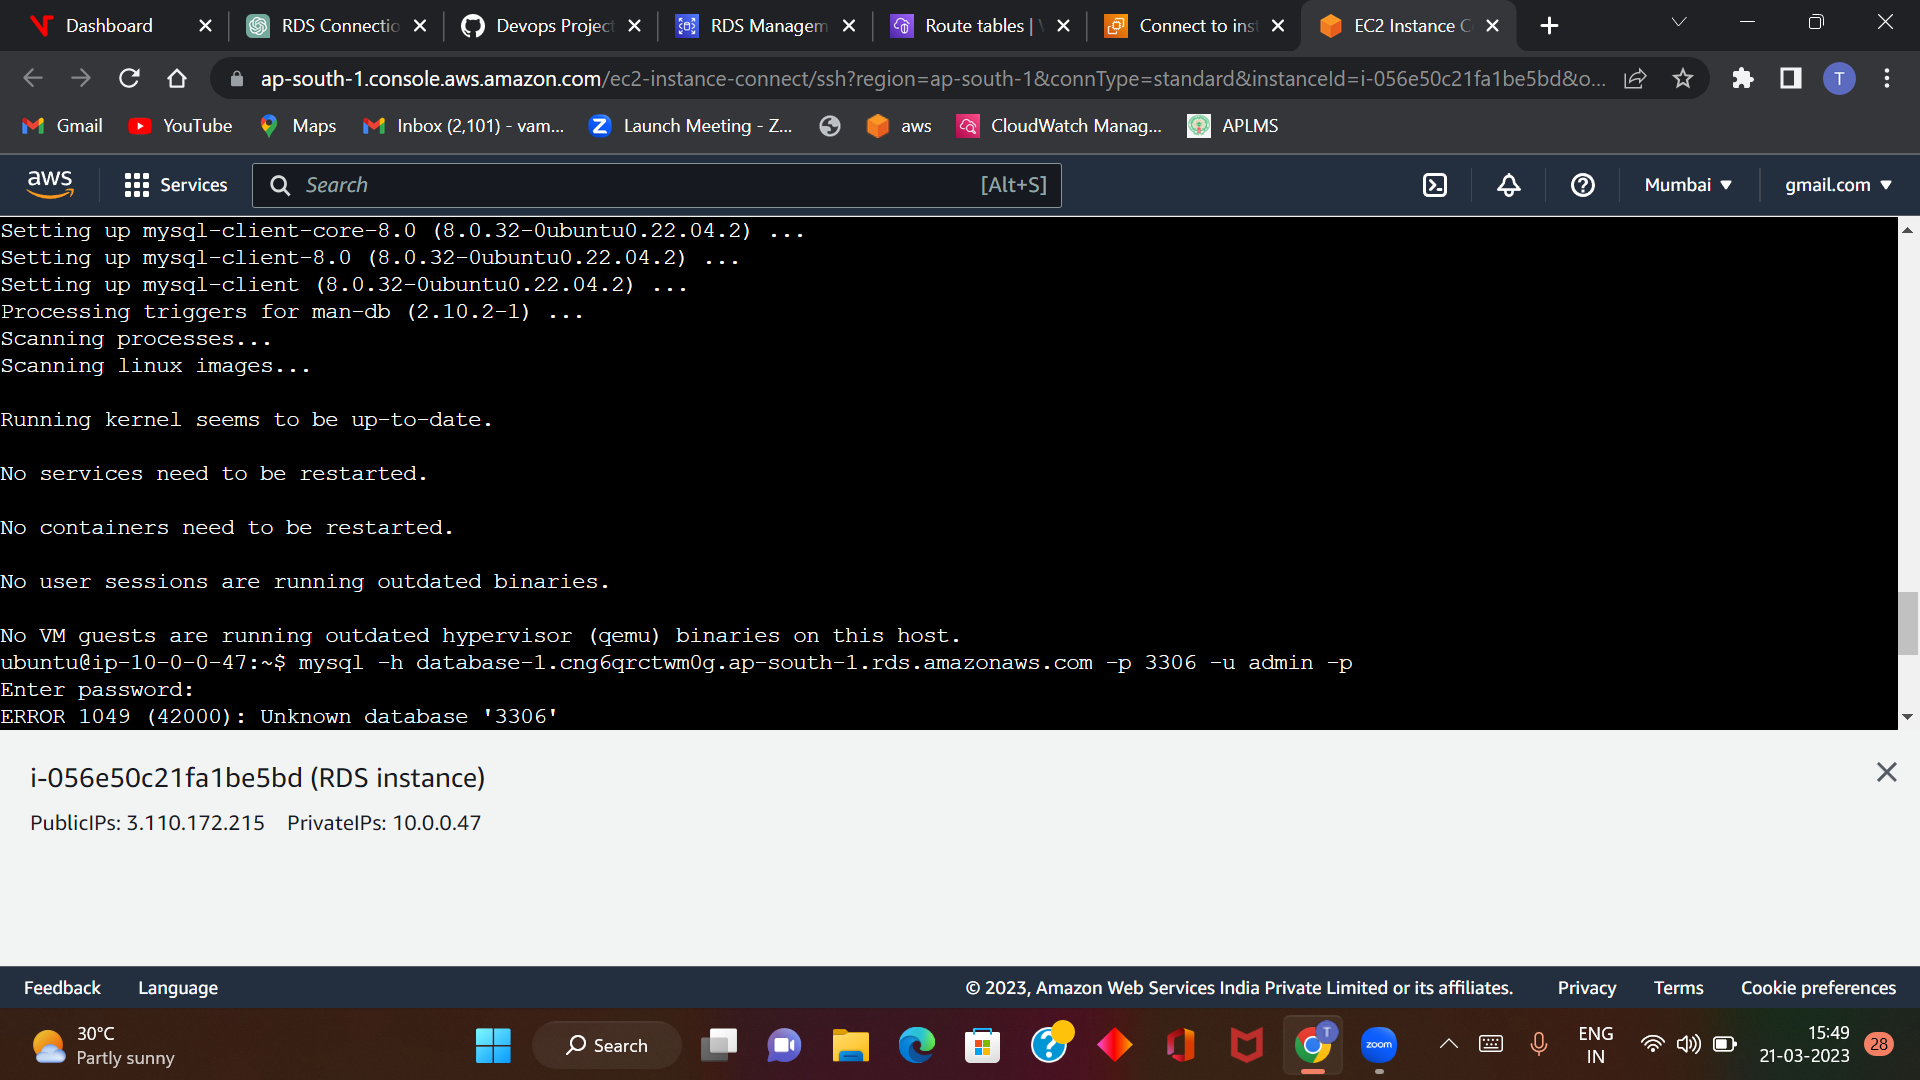 Dashboard
RDS Connectio
Devops Project
RDS Managem
Route tables | V
Connect to inst
EC2 Instance C
ap-south-1.console.aws.amazon.com/ec2-instance-connect/ssh?region=ap-south-1&connType=standard&instanceId=i-056e50c21fa1be5bd&o...
T
Gmail
YouTube
Maps
Inbox (2,101) - vam...
Launch Meeting - Z...
aws
CloudWatch Manag...
APLMS
aws
Services
Search
[Alt+S]
Mumbai
gmail.com
Setting up mysql-client-core-8.0 (8.0.32-0ubuntu0.22.04.2) ...
Setting up mysql-client-8.0 (8.0.32-0ubuntu0.22.04.2) ...
Setting up mysql-client (8.0.32-0ubuntu0.22.04.2) ...
Processing triggers for man-db (2.10.2-1) ...
Scanning processes...
Scanning linux images...
Running kernel seems to be up-to-date.
No services need to be restarted.
No containers need to be restarted.
No user sessions are running outdated binaries.
No VM guests are running outdated hypervisor (qemu) binaries on this host.
ubuntu@ip-10-0-0-47:~$ mysql -h database-1.cng6qrctwm0g.ap-south-1.rds.amazonaws.com -p 3306 -u admin -p
Enter password:
ERROR 1049 (42000): Unknown database '3306'
i-056e50c21fa1be5bd (RDS instance)
PublicIPs: 3.110.172.215 PrivateIPs: 10.0.0.47
Feedback
Language
© 2023, Amazon Web Services India Private Limited or its affiliates.
Privacy
Terms
Cookie preferences
30°C
Partly sunny
Search
T
zoom
ENG
IN
15:49
21-03-2023
28